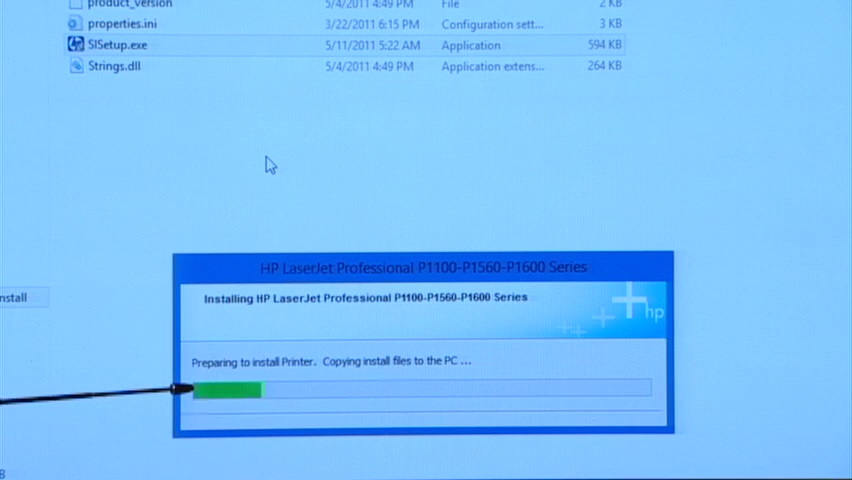 product_version 5/4/2011 4:49 PM File 2 KB
properties.ini 3/22/2011 6:15 PM Configuration sett... 3 KB
SISetup.exe 5/11/2011 5:22 AM Application 594 KB
Strings.dll 5/4/2011 4:49 PM Application extens... 264 KB
HP LaserJet Professional P1100-P1560-P1600 Series
nstall
Installing HP LaserJet Professional P1100-P1560-P1600 Series
hp
Preparing to install Printer. Copying install files to the PC ...
B